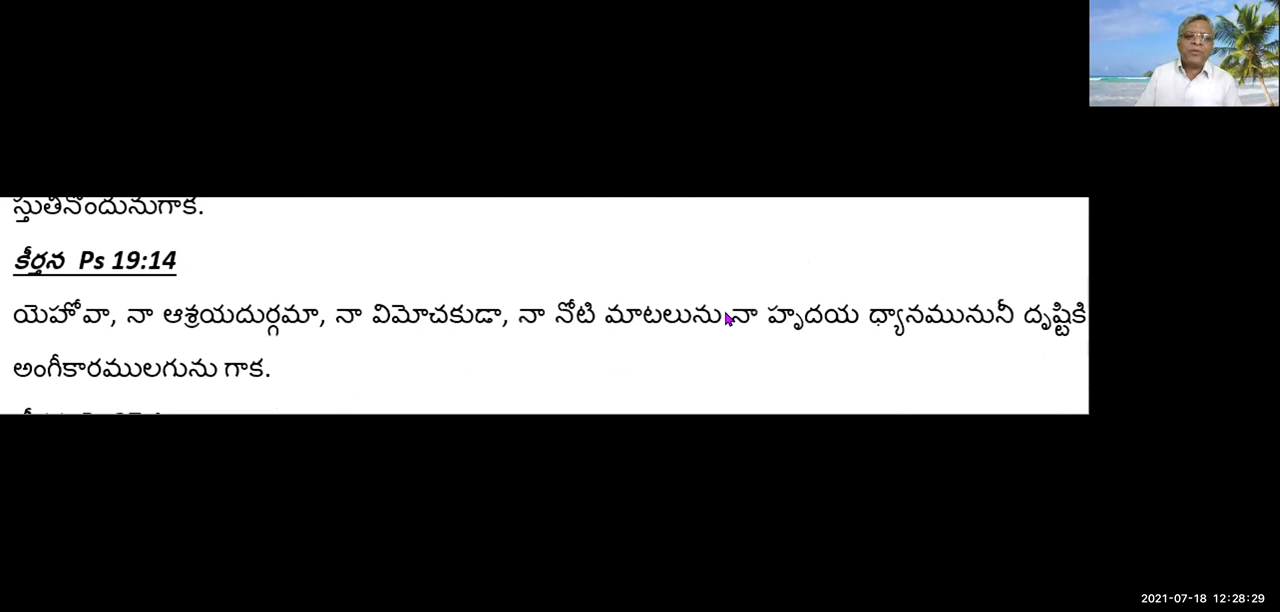 స్తుతినొందునుగాక.
కీర్తన Ps 19:14
యెహోవా, నా ఆశ్రయదుర్గమా, నా విమోచకుడా, నా నోటి మాటలును నా హృదయ ధ్యానమునునీ దృష్టికి
అంగీకారములగును గాక.
2021-07-18 12:28:29